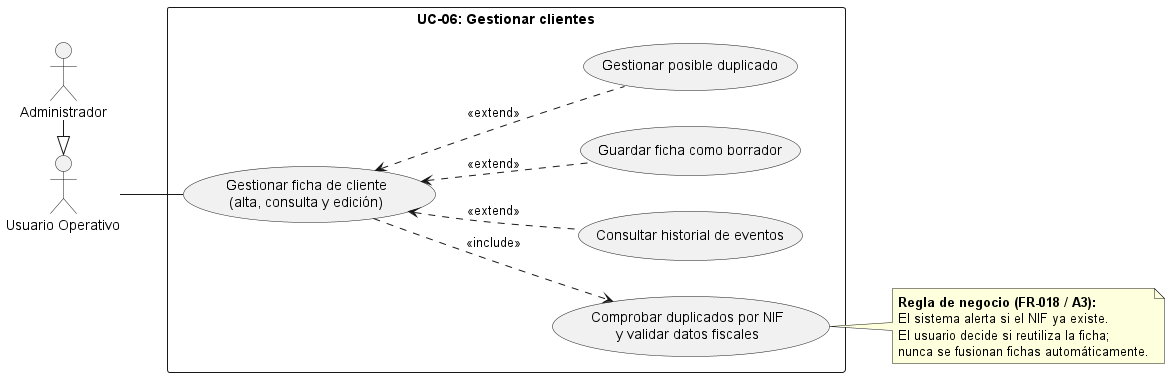 UC-06: Gestionar clientes
Administrador
Usuario Operativo
Gestionar ficha de cliente
(alta, consulta y edición)
«extend»
Gestionar posible duplicado
«extend»
Guardar ficha como borrador
«extend»
Consultar historial de eventos
«include»
Comprobar duplicados por NIF
y validar datos fiscales
Regla de negocio (FR-018 / A3):
El sistema alerta si el NIF ya existe.
El usuario decide si reutiliza la ficha;
nunca se fusionan fichas automáticamente.